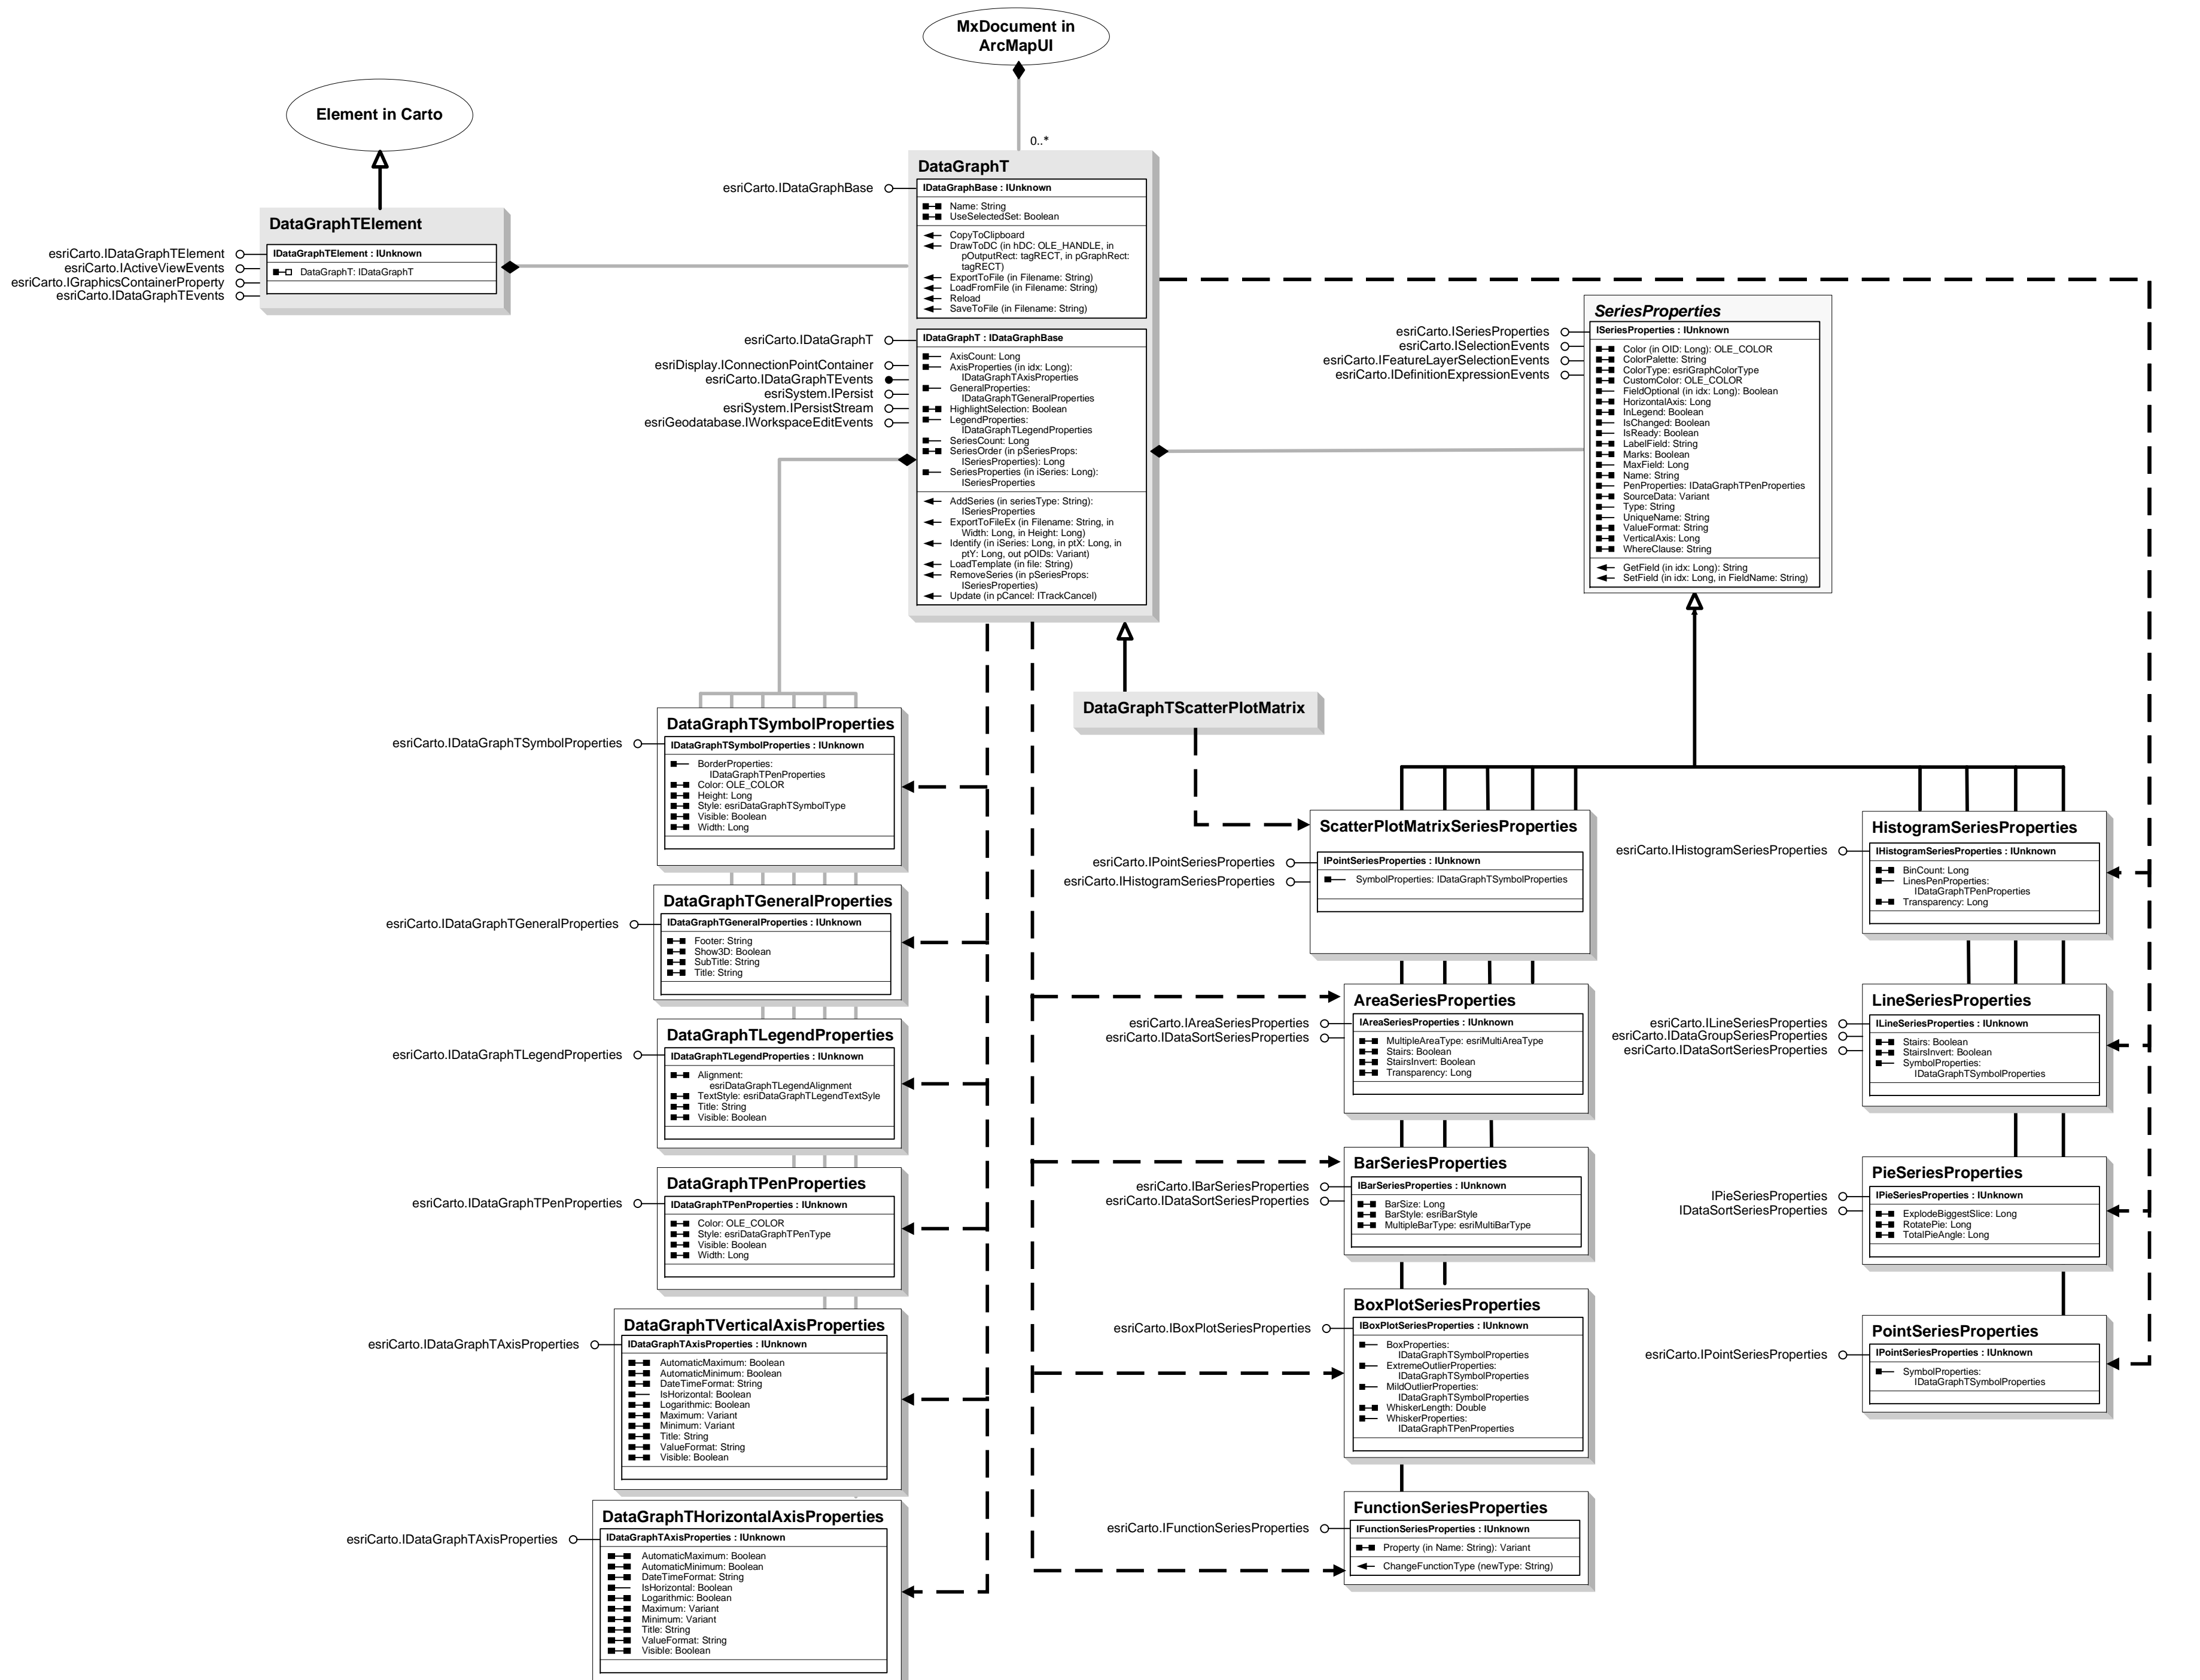 MxDocument in
ArcMapUI
Element in Carto
0..*
DataGraphTElement
IDataGraphTElement : IUnknown
DataGraphT: IDataGraphT
esriCarto.IDataGraphTElement
esriCarto.IActiveViewEvents
esriCarto.IGraphicsContainerProperty
esriCarto.IDataGraphTEvents
DataGraphT
esriCarto.IDataGraphBase
IDataGraphBase : IUnknown
Name: String
UseSelectedSet: Boolean
CopyToClipboard
DrawToDC (in hDC: OLE_HANDLE, in
pOutputRect: tagRECT, in pGraphRect:
tagRECT)
ExportToFile (in Filename: String)
LoadFromFile (in Filename: String)
Reload
SaveToFile (in Filename: String)
esriCarto.IDataGraphT
esriDisplay.IConnectionPointContainer
esriCarto.IDataGraphTEvents
esriSystem.IPersist
esriSystem.IPersistStream
esriGeodatabase.IWorkspaceEditEvents
IDataGraphT : IDataGraphBase
AxisCount: Long
AxisProperties (in idx: Long):
IDataGraphTAxisProperties
GeneralProperties:
IDataGraphTGeneralProperties
HighlightSelection: Boolean
LegendProperties:
IDataGraphTLegendProperties
SeriesCount: Long
SeriesOrder (in pSeriesProps:
ISeriesProperties): Long
SeriesProperties (in iSeries: Long):
ISeriesProperties
AddSeries (in seriesType: String):
ISeriesProperties
ExportToFileEx (in Filename: String, in
Width: Long, in Height: Long)
Identify (in iSeries: Long, in ptX: Long, in
ptY: Long, out pOIDs: Variant)
LoadTemplate (in file: String)
RemoveSeries (in pSeriesProps:
ISeriesProperties)
Update (in pCancel: ITrackCancel)
SeriesProperties
esriCarto.ISeriesProperties
esriCarto.ISelectionEvents
esriCarto.IFeatureLayerSelectionEvents
esriCarto.IDefinitionExpressionEvents
ISeriesProperties : IUnknown
Color (in OID: Long): OLE_COLOR
ColorPalette: String
ColorType: esriGraphColorType
CustomColor: OLE_COLOR
FieldOptional (in idx: Long): Boolean
HorizontalAxis: Long
InLegend: Boolean
IsChanged: Boolean
IsReady: Boolean
LabelField: String
Marks: Boolean
MaxField: Long
Name: String
PenProperties: IDataGraphTPenProperties
SourceData: Variant
Type: String
UniqueName: String
ValueFormat: String
VerticalAxis: Long
WhereClause: String
GetField (in idx: Long): String
SetField (in idx: Long, in FieldName: String)
DataGraphTScatterPlotMatrix
DataGraphTSymbolProperties
esriCarto.IDataGraphTSymbolProperties
IDataGraphTSymbolProperties : IUnknown
BorderProperties:
IDataGraphTPenProperties
Color: OLE_COLOR
Height: Long
Style: esriDataGraphTSymbolType
Visible: Boolean
Width: Long
DataGraphTGeneralProperties
esriCarto.IDataGraphTGeneralProperties
IDataGraphTGeneralProperties : IUnknown
Footer: String
Show3D: Boolean
SubTitle: String
Title: String
DataGraphTLegendProperties
esriCarto.IDataGraphTLegendProperties
IDataGraphTLegendProperties : IUnknown
Alignment:
esriDataGraphTLegendAlignment
TextStyle: esriDataGraphTLegendTextSyle
Title: String
Visible: Boolean
DataGraphTPenProperties
esriCarto.IDataGraphTPenProperties
IDataGraphTPenProperties : IUnknown
Color: OLE_COLOR
Style: esriDataGraphTPenType
Visible: Boolean
Width: Long
DataGraphTVerticalAxisProperties
esriCarto.IDataGraphTAxisProperties
IDataGraphTAxisProperties : IUnknown
AutomaticMaximum: Boolean
AutomaticMinimum: Boolean
DateTimeFormat: String
IsHorizontal: Boolean
Logarithmic: Boolean
Maximum: Variant
Minimum: Variant
Title: String
ValueFormat: String
Visible: Boolean
DataGraphTHorizontalAxisProperties
esriCarto.IDataGraphTAxisProperties
IDataGraphTAxisProperties : IUnknown
AutomaticMaximum: Boolean
AutomaticMinimum: Boolean
DateTimeFormat: String
IsHorizontal: Boolean
Logarithmic: Boolean
Maximum: Variant
Minimum: Variant
Title: String
ValueFormat: String
Visible: Boolean
ScatterPlotMatrixSeriesProperties
esriCarto.IPointSeriesProperties
esriCarto.IHistogramSeriesProperties
IPointSeriesProperties : IUnknown
SymbolProperties: IDataGraphTSymbolProperties
AreaSeriesProperties
esriCarto.IAreaSeriesProperties
esriCarto.IDataSortSeriesProperties
IAreaSeriesProperties : IUnknown
MultipleAreaType: esriMultiAreaType
Stairs: Boolean
StairsInvert: Boolean
Transparency: Long
BarSeriesProperties
esriCarto.IBarSeriesProperties
esriCarto.IDataSortSeriesProperties
IBarSeriesProperties : IUnknown
BarSize: Long
BarStyle: esriBarStyle
MultipleBarType: esriMultiBarType
BoxPlotSeriesProperties
esriCarto.IBoxPlotSeriesProperties
IBoxPlotSeriesProperties : IUnknown
BoxProperties:
IDataGraphTSymbolProperties
ExtremeOutlierProperties:
IDataGraphTSymbolProperties
MildOutlierProperties:
IDataGraphTSymbolProperties
WhiskerLength: Double
WhiskerProperties:
IDataGraphTPenProperties
FunctionSeriesProperties
esriCarto.IFunctionSeriesProperties
IFunctionSeriesProperties : IUnknown
Property (in Name: String): Variant
ChangeFunctionType (newType: String)
HistogramSeriesProperties
esriCarto.IHistogramSeriesProperties
IHistogramSeriesProperties : IUnknown
BinCount: Long
LinesPenProperties:
IDataGraphTPenProperties
Transparency: Long
LineSeriesProperties
esriCarto.ILineSeriesProperties
esriCarto.IDataGroupSeriesProperties
esriCarto.IDataSortSeriesProperties
ILineSeriesProperties : IUnknown
Stairs: Boolean
StairsInvert: Boolean
SymbolProperties:
IDataGraphTSymbolProperties
PieSeriesProperties
IPieSeriesProperties
IDataSortSeriesProperties
IPieSeriesProperties : IUnknown
ExplodeBiggestSlice: Long
RotatePie: Long
TotalPieAngle: Long
PointSeriesProperties
esriCarto.IPointSeriesProperties
IPointSeriesProperties : IUnknown
SymbolProperties:
IDataGraphTSymbolProperties